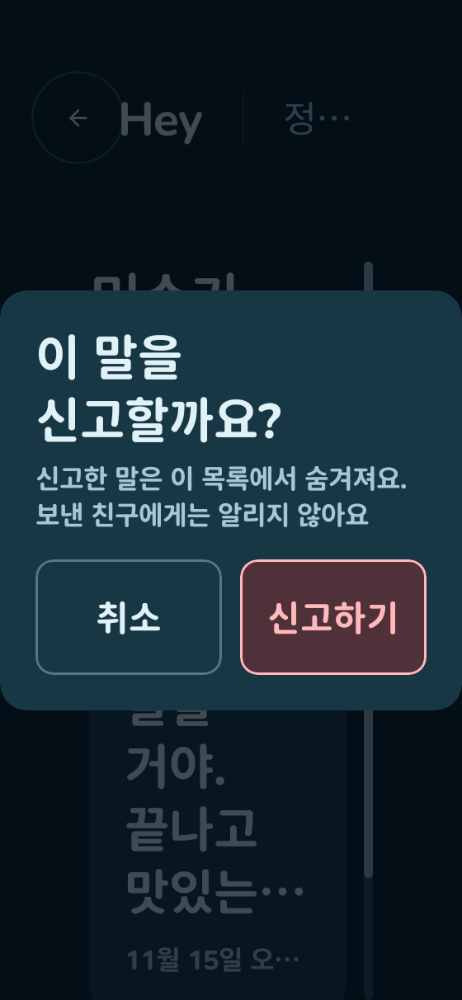 Hey
정…
이 말을
신고할까요?
신고한 말은 이 목록에서 숨겨져요.
보낸 친구에게는 알리지 않아요
취소
신고하기
거야.
끝나고
맛있는…
11월 15일 오…